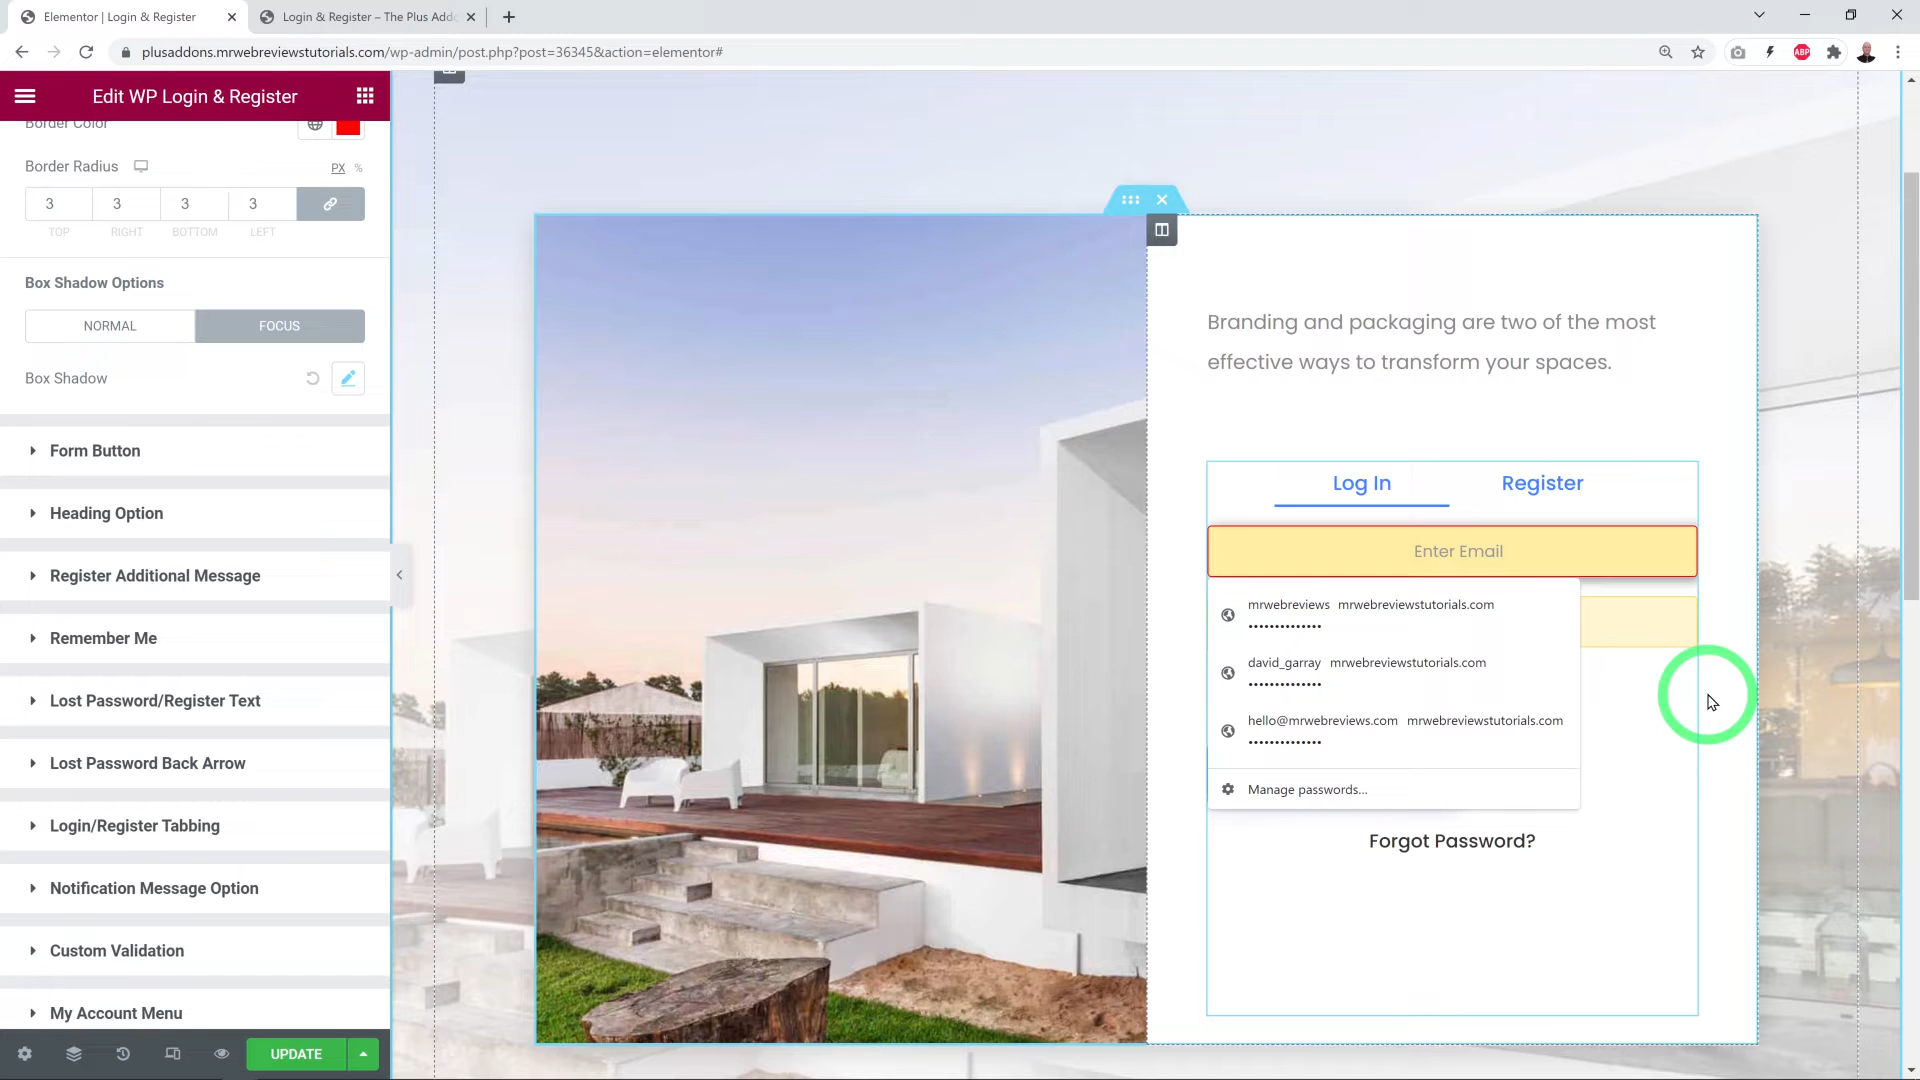 Elementor | Login & Register
Login & Register – The Plus Addo
plusaddons.mrwebreviewstutorials.com/wp-admin/post.php?post=36345&action=elementor#
ABP
Edit WP Login & Register
Border Color
Border Radius
PX %
3 3 3 3
TOP RIGHT BOTTOM LEFT
Box Shadow Options
NORMAL FOCUS
Box Shadow
Form Button
Heading Option
Register Additional Message
Remember Me
Lost Password/Register Text
Lost Password Back Arrow
Login/Register Tabbing
Notification Message Option
Custom Validation
My Account Menu
UPDATE
Branding and packaging are two of the most
effective ways to transform your spaces.
Log In Register
Enter Email
mrwebreviews mrwebreviewstutorials.com
••••••••••••••
david_garray mrwebreviewstutorials.com
••••••••••••••
hello@mrwebreviews.com mrwebreviewstutorials.com
••••••••••••••
Manage passwords...
Forgot Password?